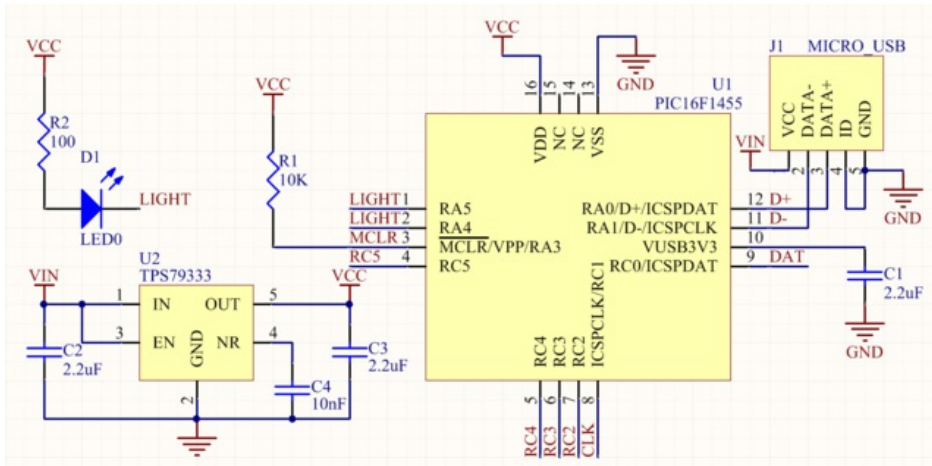 VCC
R2
100
D1
LIGHT
LED0
VCC
R1
10K
VCC
GND
16
15
14
13
U1
PIC16F1455
VDD
NC
NC
VSS
LIGHT 1 RA5
LIGHT 2 RA4
MCLR 3 MCLR/VPP/RA3
RC5 4 RC5
RA0/D+/ICSPDAT 12 D+
RA1/D-/ICSPCLK 11 D-
VUSB3V3 10
RC0/ICSPDAT 9 DAT
RC4
RC3
RC2
ICSPCLK/RC1
5
6
7
8
RC4
RC3
RC2
CLK
J1 MICRO_USB
VCC
DATA-
DATA+
ID
GND
VIN
2
3
4
5
GND
C1
2.2uF
GND
VIN
U2
TPS79333
VCC
1 IN OUT 5
3 EN NR 4
GND
2
C2
2.2uF
C4
10nF
C3
2.2uF